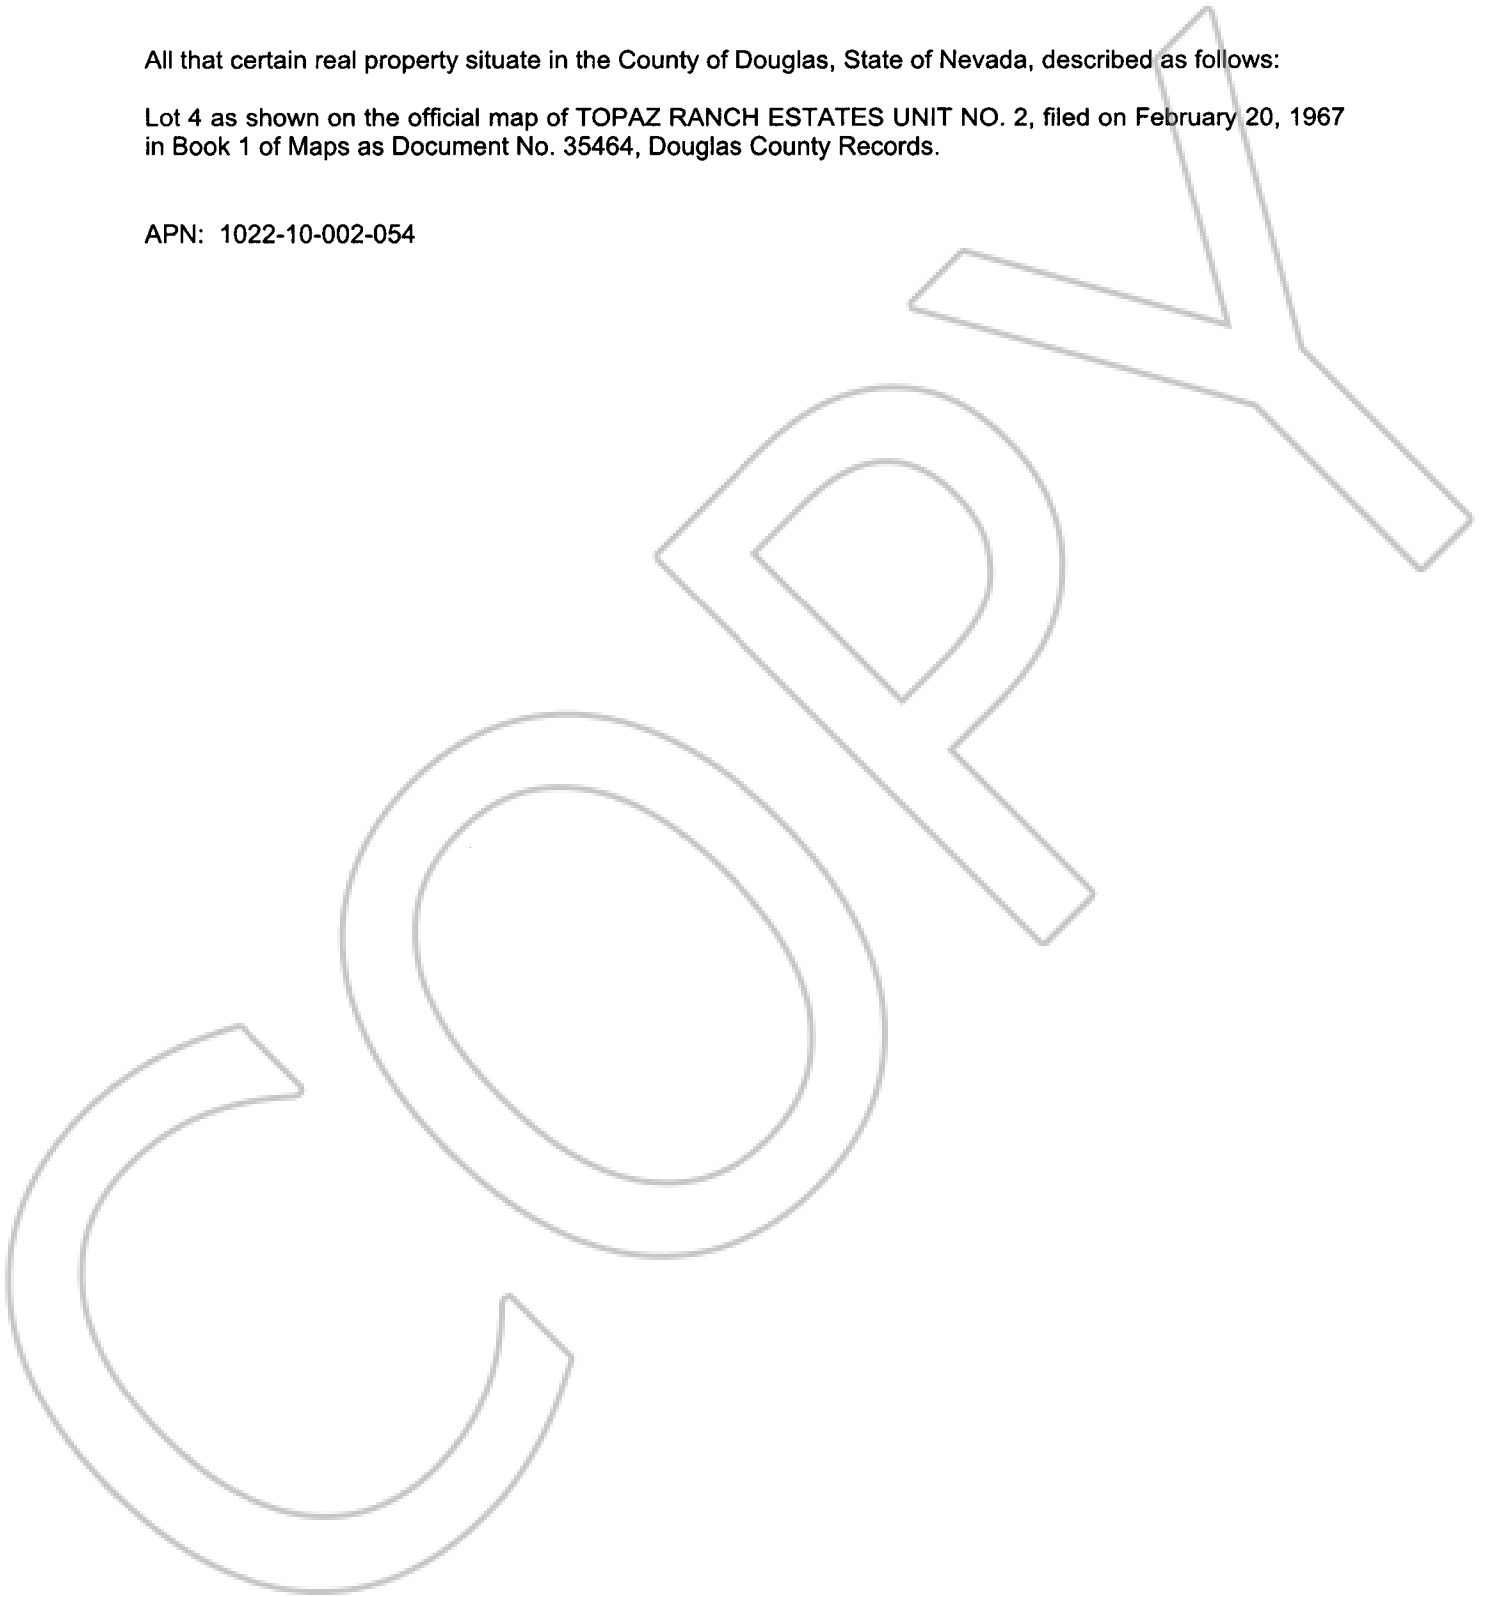 All that certain real property situate in the County of Douglas, State of Nevada, described as follows:
Lot 4 as shown on the official map of TOPAZ RANCH ESTATES UNIT NO. 2, filed on February 20, 1967
in Book 1 of Maps as Document No. 35464, Douglas County Records.
APN: 1022-10-002-054
COPY